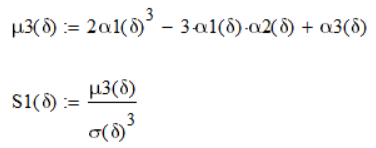 μ3(δ) := 2α1(δ)³ − 3·α1(δ)·α2(δ) + α3(δ)
S1(δ) := μ3(δ) / σ(δ)³